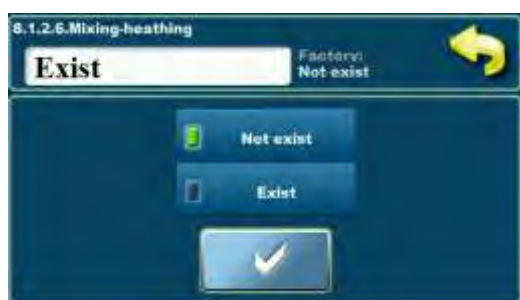 8.1.2.6.Mixing-heathing
Exist
Factory:
Not exist
Not exist
Exist